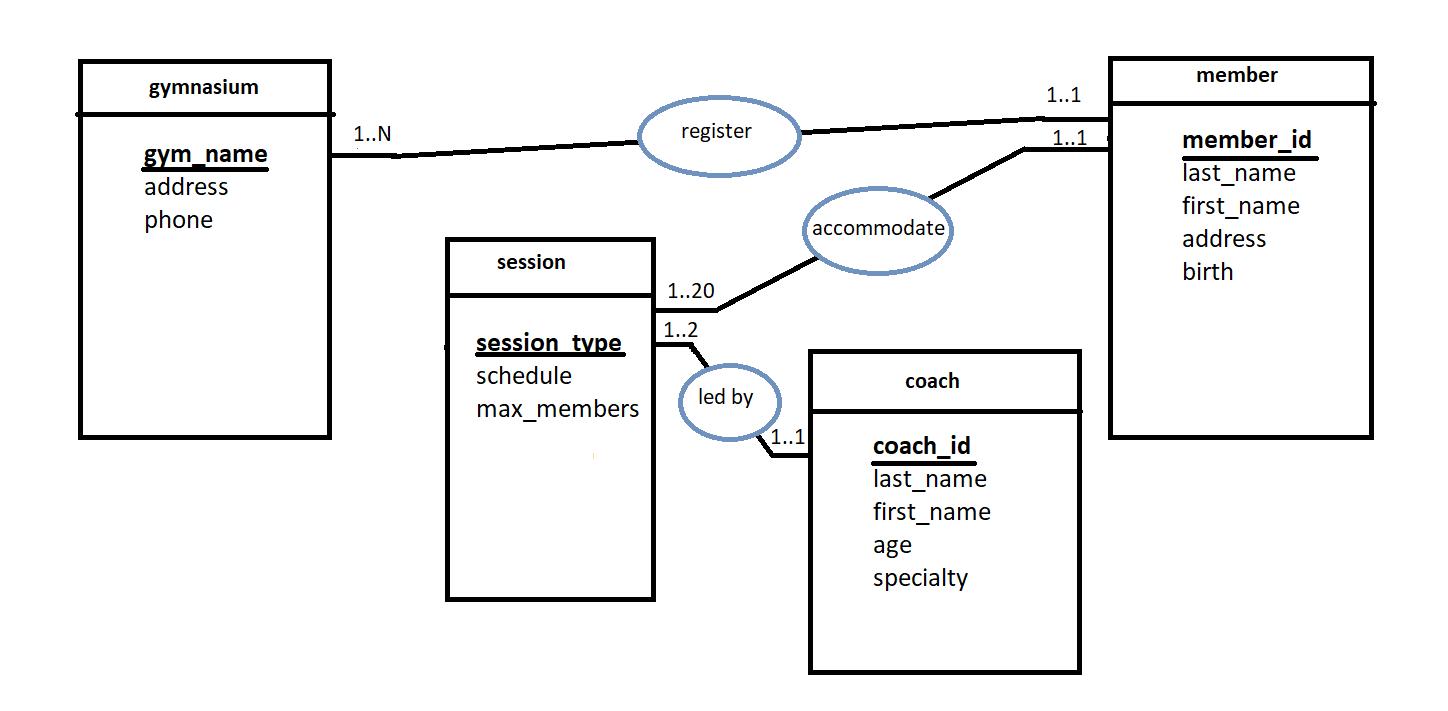 gymnasium
gym_name
address
phone
1..N
register
1..1
member
member_id
last_name
first_name
address
birth
1..1
accommodate
1..20
session
session_type
schedule
max_members
1..2
led by
1..1
coach
coach_id
last_name
first_name
age
specialty